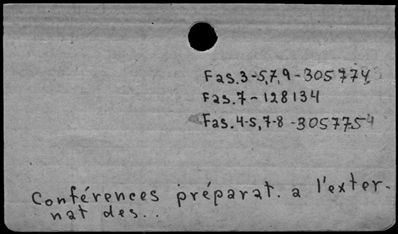 Fas.3-5,7,9-305774
Fas.7-128134
Fas.4-5,7-8-305775
Conférences préparat. a l'exter-
nat des...